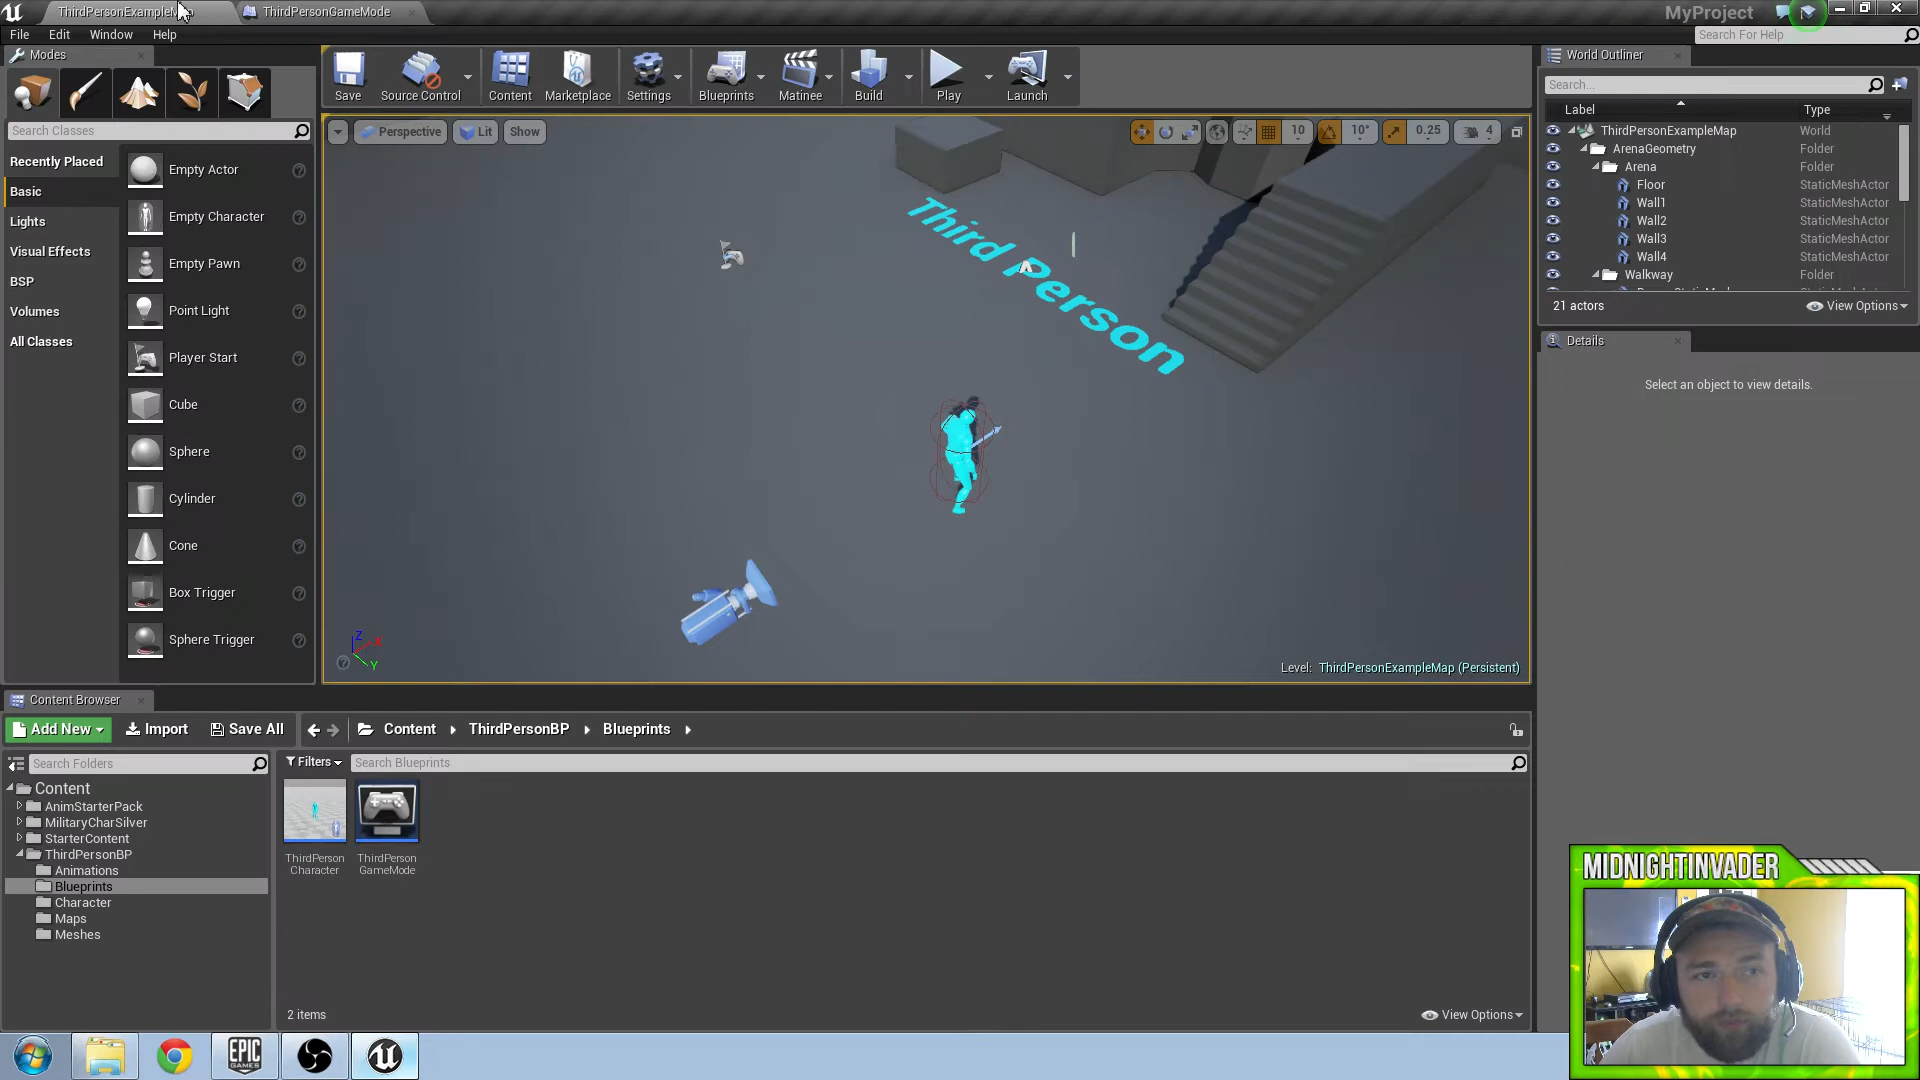 ThirdPersonExampleMap
ThirdPersonGameMode
MyProject
File
Edit
Window
Help
Search For Help
Modes
Save
Source Control
Content
Marketplace
Settings
Blueprints
Matinee
Build
Play
Launch
World Outliner
Search...
Label
Type
Search Classes
Perspective
Lit
Show
10
10°
0.25
4
ThirdPersonExampleMap
World
ArenaGeometry
Folder
Arena
Folder
Floor
StaticMeshActor
Wall1
StaticMeshActor
Wall2
StaticMeshActor
Wall3
StaticMeshActor
Wall4
StaticMeshActor
Walkway
Folder
21 actors
View Options
Recently Placed
Basic
Lights
Visual Effects
BSP
Volumes
All Classes
Empty Actor
Empty Character
Empty Pawn
Point Light
Player Start
Cube
Sphere
Cylinder
Cone
Box Trigger
Sphere Trigger
Third Person
Z
X
Y
Level: ThirdPersonExampleMap (Persistent)
Details
Select an object to view details.
Content Browser
Add New
Import
Save All
Content
ThirdPersonBP
Blueprints
Search Folders
Filters
Search Blueprints
Content
AnimStarterPack
MilitaryCharSilver
StarterContent
ThirdPersonBP
Animations
Blueprints
Character
Maps
Meshes
ThirdPerson
Character
ThirdPerson
GameMode
2 items
View Options
MIDNIGHTINVADER
EPIC
GAMES